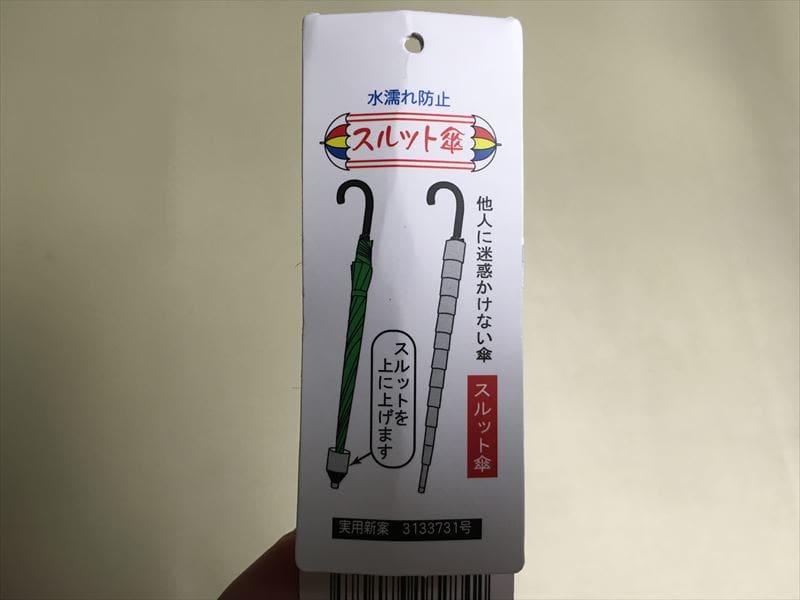 水濡れ防止
スルット傘
他人に迷惑かけない傘
スルット傘
スルットを
上に上げます
実用新案 3133731号